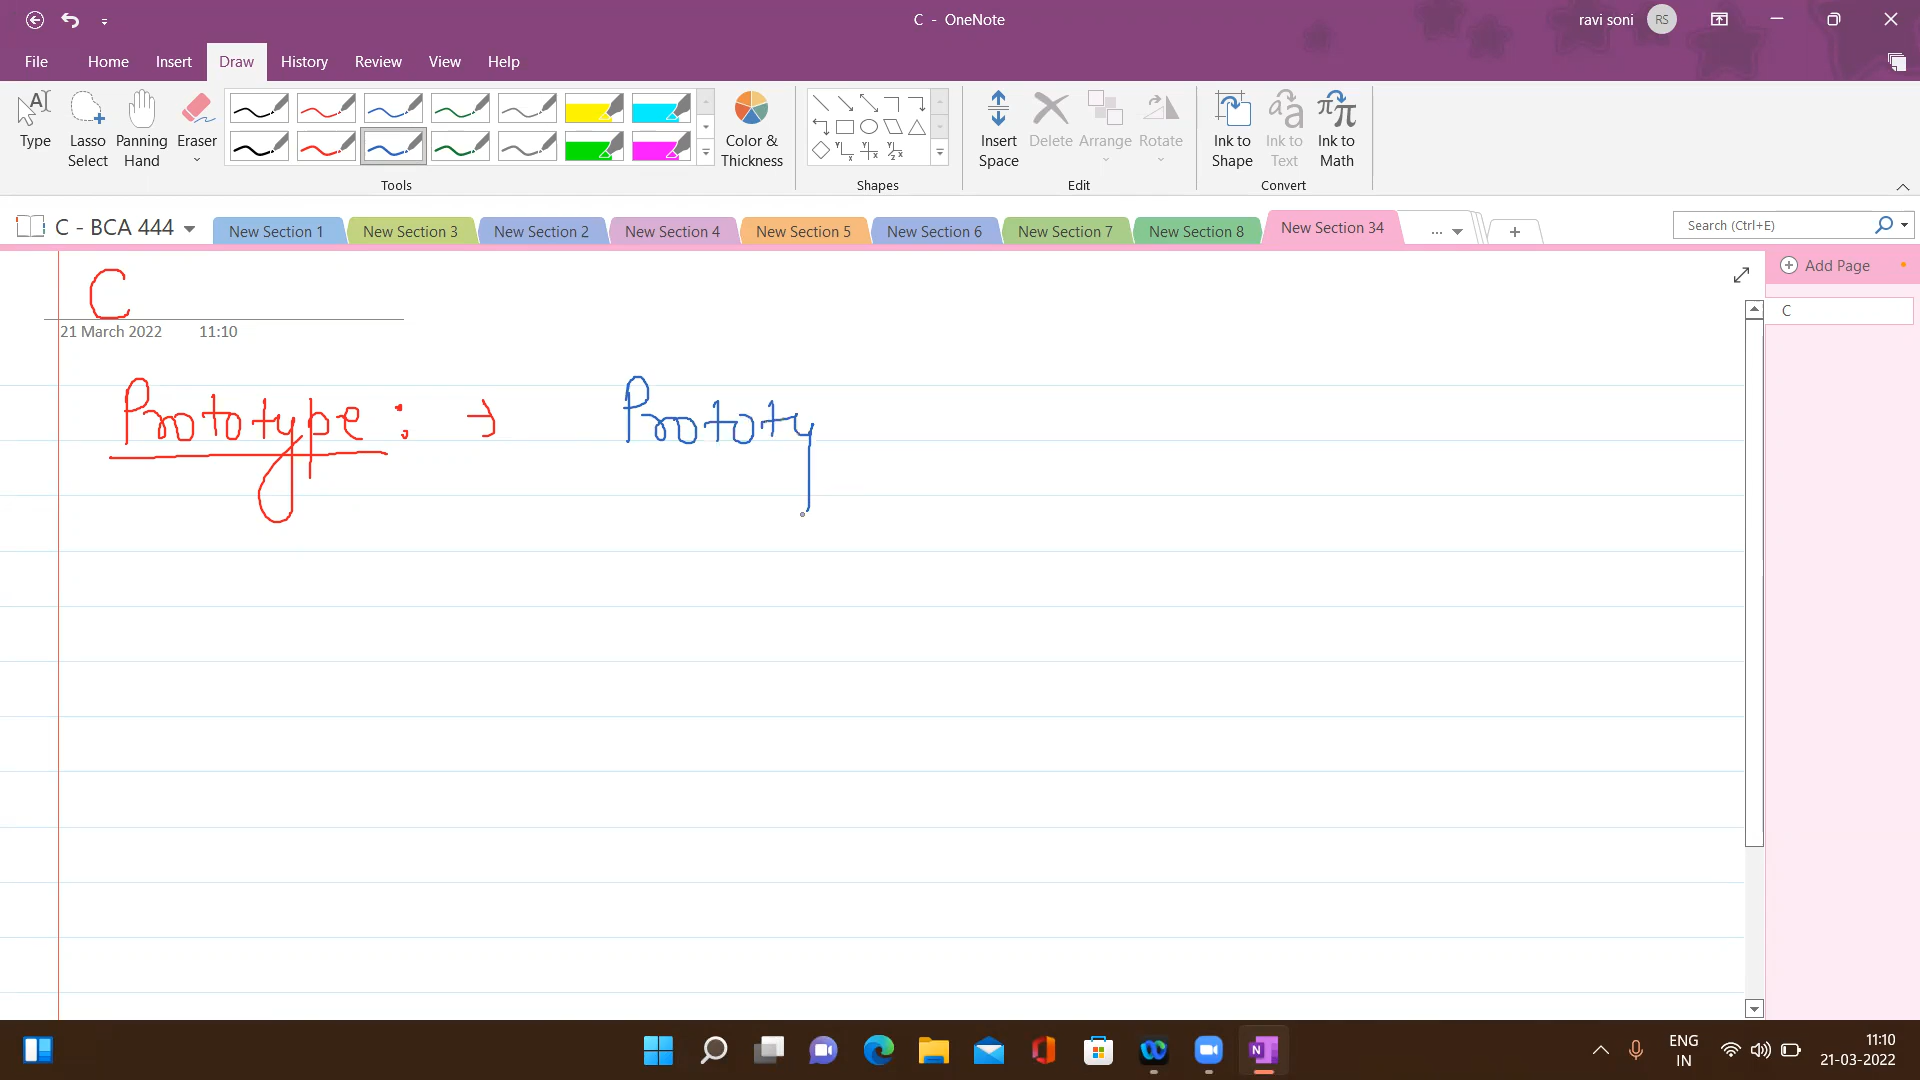 C - OneNote
ravi soni RS
File Home Insert Draw History Review View Help
Type Lasso Select Panning Hand Eraser Color & Thickness Insert Space Delete Arrange Rotate Ink to Shape Ink to Text Ink to Math
Tools Shapes Edit Convert
C - BCA 444 New Section 1 New Section 3 New Section 2 New Section 4 New Section 5 New Section 6 New Section 7 New Section 8 New Section 34 ... Search (Ctrl+E)
Add Page
C
C
21 March 2022 11:10
Prototype : → Prototy
ENG 11:10
IN 21-03-2022